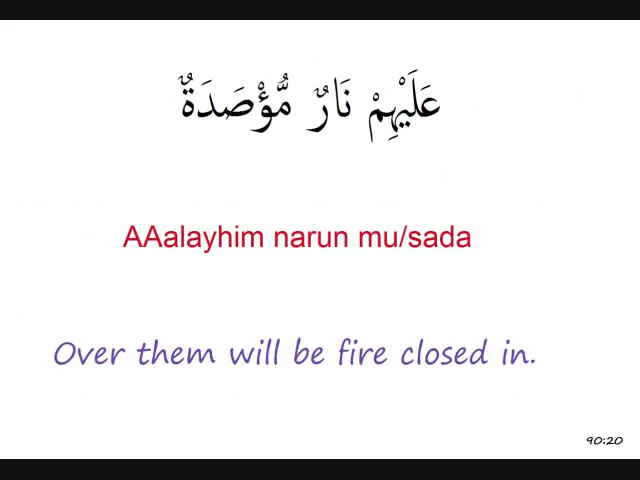 عَلَيْهِمْ نَارٌ مُّؤْصَدَةٌ
AAalayhim narun mu/sada
Over them will be fire closed in.
90:20